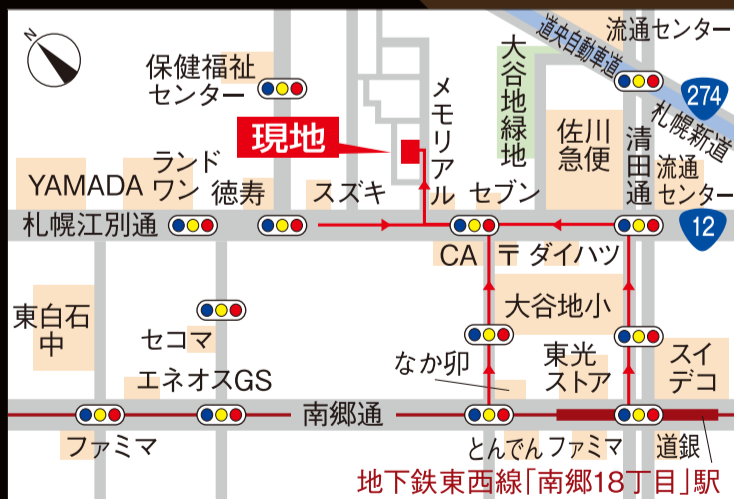 N
保健福祉
センター
流通センター
道央自動車道
274
札幌新道
大谷地緑地
メモリアル
現地
佐川
急便
清田通
流通
センター
YAMADA
ランド
ワン
徳寿
スズキ
セブン
札幌江別通
12
CA
〒
ダイハツ
大谷地小
東白石
中
セコマ
エネオスGS
なか卯
東光
ストア
スイ
デコ
南郷通
ファミマ
とんでん
ファミマ
道銀
地下鉄東西線「南郷18丁目」駅